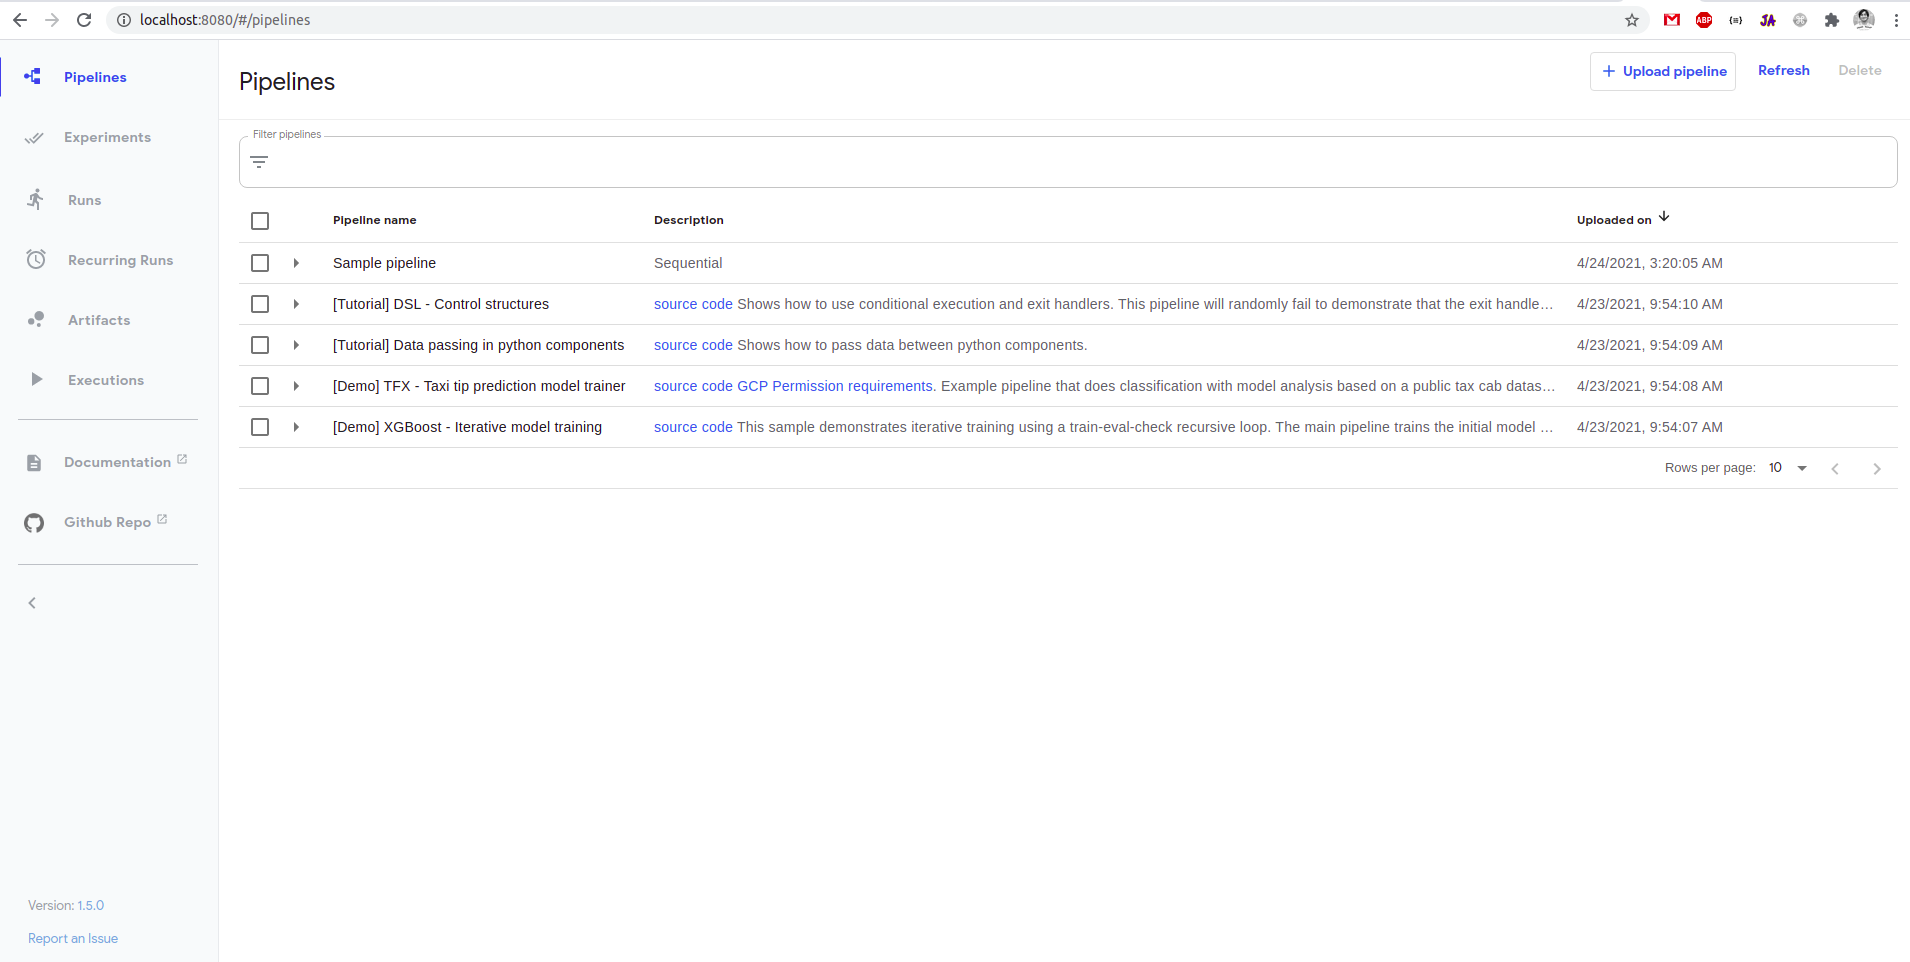 localhost:8080/#/pipelines
ABP
JA
Pipelines
Experiments
Runs
Recurring Runs
Artifacts
Executions
Documentation
Github Repo
Version: 1.5.0
Report an Issue
Pipelines
+ Upload pipeline
Refresh
Delete
Filter pipelines
Pipeline name Description Uploaded on
Sample pipeline Sequential 4/24/2021, 3:20:05 AM
[Tutorial] DSL - Control structures source code Shows how to use conditional execution and exit handlers. This pipeline will randomly fail to demonstrate that the exit handle… 4/23/2021, 9:54:10 AM
[Tutorial] Data passing in python components source code Shows how to pass data between python components. 4/23/2021, 9:54:09 AM
[Demo] TFX - Taxi tip prediction model trainer source code GCP Permission requirements. Example pipeline that does classification with model analysis based on a public tax cab datas… 4/23/2021, 9:54:08 AM
[Demo] XGBoost - Iterative model training source code This sample demonstrates iterative training using a train-eval-check recursive loop. The main pipeline trains the initial model … 4/23/2021, 9:54:07 AM
Rows per page: 10